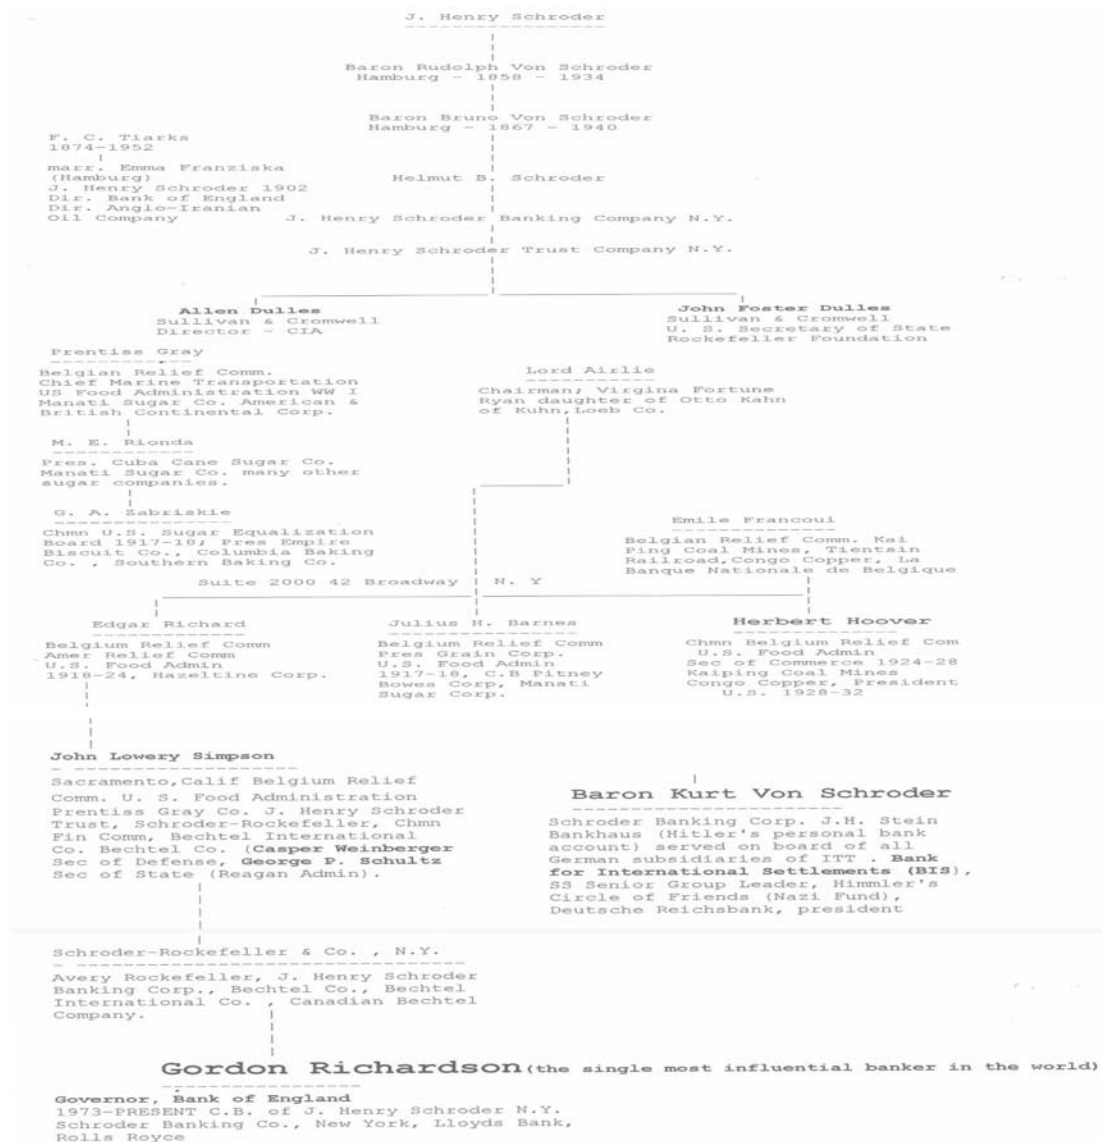 J. Henry Schroder
Baron Rudolph Von Schroder
Hamburg - 1858 - 1934
Baron Bruno Von Schroder
Hamburg - 1867 - 1940
F. C. Tiarka
1874-1952
marr. Emma Franziska
(Hamburg)
J. Henry Schroder 1902
Dir. Bank of England
Dir. Anglo-Iranian
Oil Company
Helmut B. Schroder
J. Henry Schroder Banking Company N.Y.
J. Henry Schroder Trust Company N.Y.
Allen Dulles
Sullivan & Cromwell
Director - CIA
John Foster Dulles
Sullivan & Cromwell
U. S. Secretary of State
Rockefeller Foundation
Prentiss Gray
Belgian Relief Comm.
Chief Marine Transportation
US Food Administration WW I
Manati Sugar Co. American &
British Continental Corp.
Lord Airlie
Chairman; Virgina Fortune
Ryan daughter of Otto Kahn
of Kuhn,Loeb Co.
M. E. Rionda
Pres. Cuba Cane Sugar Co.
Manati Sugar Co. many other
sugar companies.
G. A. Zabriskie
Chmn U.S. Sugar Equalization
Board 1917-18; Pres Empire
Biscuit Co., Columbia Baking
Co. , Southern Baking Co.
Emile Francoui
Belgian Relief Comm. Kai
Ping Coal Mines, Tientsin
Railroad,Congo Copper, La
Banque Nationale de Belgique
Suite 2000 42 Broadway N. Y
Edgar Richard
Belgium Relief Comm
Amer Relief Comm
U.S. Food Admin
1918-24, Hazeltine Corp.
Julius H. Barnes
Belgium Relief Comm
Pres Grain Corp.
U.S. Food Admin
1917-18, C.B Pitney
Bowes Corp, Manati
Sugar Corp.
Herbert Hoover
Chmn Belgium Relief Com
U.S. Food Admin
Sec of Commerce 1924-28
Kaiping Coal Mines
Congo Copper, President
U.S. 1928-32
John Lowery Simpson
Sacramento,Calif Belgium Relief
Comm. U. S. Food Administration
Prentiss Gray Co. J. Henry Schroder
Trust, Schroder-Rockefeller, Chmn
Fin Comm, Bechtel International
Co. Bechtel Co. (Casper Weinberger
Sec of Defense, George P. Schultz
Sec of State (Reagan Admin).
Baron Kurt Von Schroder
Schroder Banking Corp. J.H. Stein
Bankhaus (Hitler's personal bank
account) served on board of all
German subsidiaries of ITT . Bank
for International Settlements (BIS),
SS Senior Group Leader, Himmler's
Circle of Friends (Nazi Fund),
Deutsche Reichsbank, president
Schroder-Rockefeller & Co. , N.Y.
Avery Rockefeller, J. Henry Schroder
Banking Corp., Bechtel Co., Bechtel
International Co. , Canadian Bechtel
Company.
Gordon Richardson(the single most influential banker in the world)
Governor, Bank of England
1973-PRESENT C.B. of J. Henry Schroder N.Y.
Schroder Banking Co., New York, Lloyds Bank,
Rolls Royce